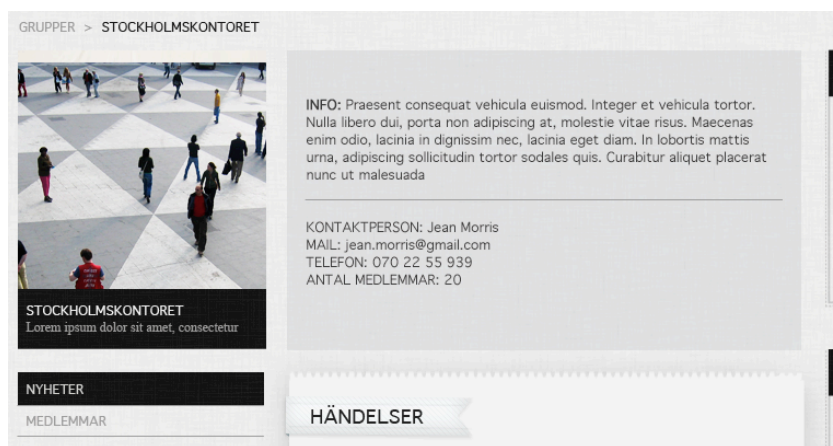 GRUPPER > STOCKHOLMSKONTORET
INFO: Praesent consequat vehicula euismod. Integer et vehicula tortor.
Nulla libero dui, porta non adipiscing at, molestie vitae risus. Maecenas
enim odio, lacinia in dignissim nec, lacinia eget diam. In lobortis mattis
urna, adipiscing sollicitudin tortor sodales quis. Curabitur aliquet placerat
nunc ut malesuada
KONTAKTPERSON: Jean Morris
MAIL: jean.morris@gmail.com
TELEFON: 070 22 55 939
ANTAL MEDLEMMAR: 20
STOCKHOLMSKONTORET
Lorem ipsum dolor sit amet, consectetur
NYHETER
MEDLEMMAR
HÄNDELSER